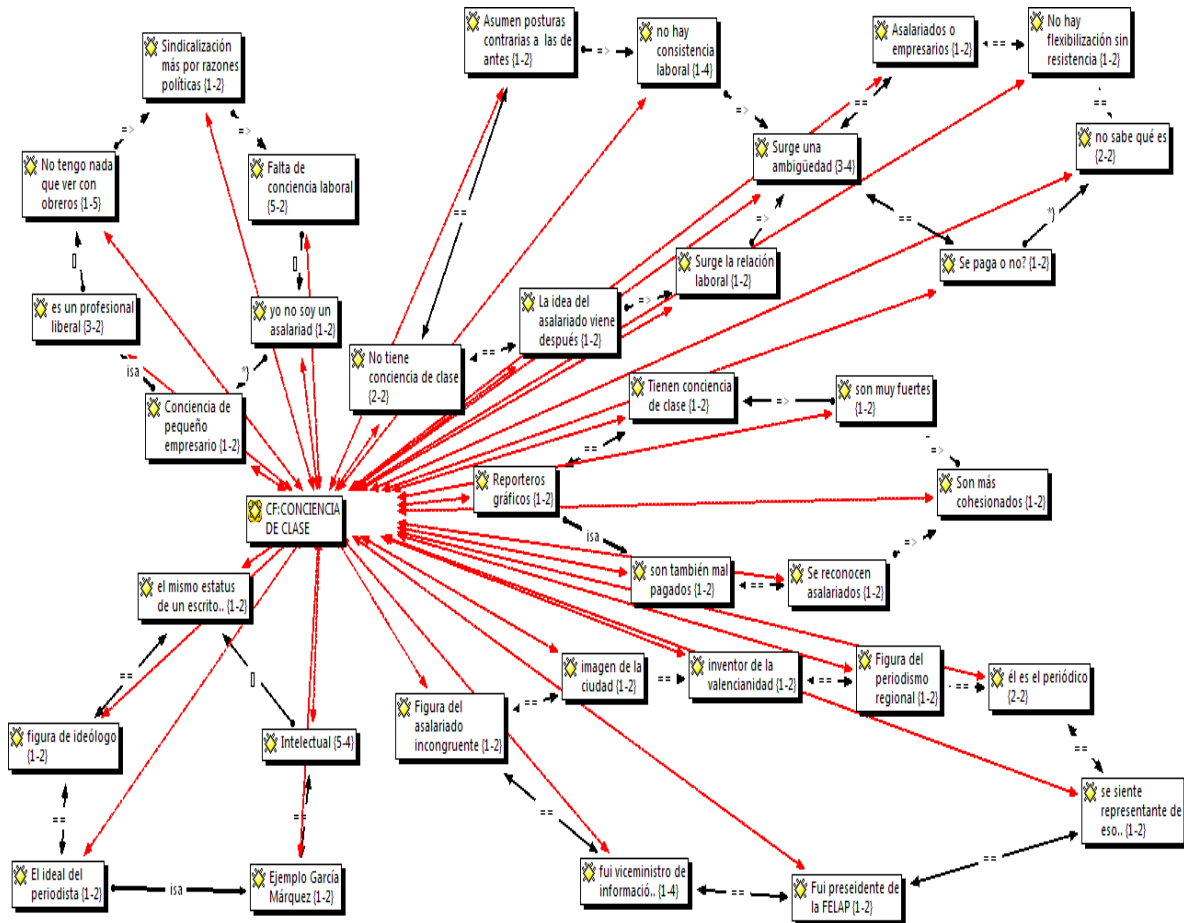 Asumen posturas
contrarias a las de
antes {1-2}
=>
no hay
consistencia
laboral {1-4}
Asalariados o
empresarios {1-2}
==
No hay
flexibilización sin
resistencia {1-2}
Sindicalización
más por razones
políticas {1-2}
=>
=>
=>
==
==
No tengo nada
que ver con
obreros {1-5}
Falta de
conciencia laboral
{5-2}
Surge una
ambigüedad {3-4}
no sabe qué es
{2-2}
==
=>
==
*}
[]
[]
Surge la relación
laboral {1-2}
Se paga o no? {1-2}
es un profesional
liberal {3-2}
yo no soy un
asalariad {1-2}
La idea del
asalariado viene
después {1-2}
=>
isa
*}
No tiene
conciencia de clase
{2-2}
==
Tienen conciencia
de clase {1-2}
=>
son muy fuertes
{1-2}
Conciencia de
pequeño
empresario {1-2}
==
=>
Reporteros
gráficos {1-2}
Son más
cohesionados {1-2}
CF:CONCIENCIA
DE CLASE
isa
=>
son también mal
pagados {1-2}
==
Se reconocen
asalariados {1-2}
el mismo estatus
de un escrito.. {1-2}
==
[]
imagen de la
ciudad {1-2}
==
inventor de la
valencianidad
{1-2}
==
Figura del
periodismo
regional {1-2}
==
él es el periódico
{2-2}
==
Figura del
asalariado
incongruente {1-2}
==
figura de ideólogo
{1-2}
Intelectual {5-4}
==
se siente
representante de
eso.. {1-2}
==
==
==
==
El ideal del
periodista {1-2}
isa
Ejemplo García
Márquez {1-2}
fui viceministro de
informació.. {1-4}
==
Fui preseidente de
la FELAP {1-2}